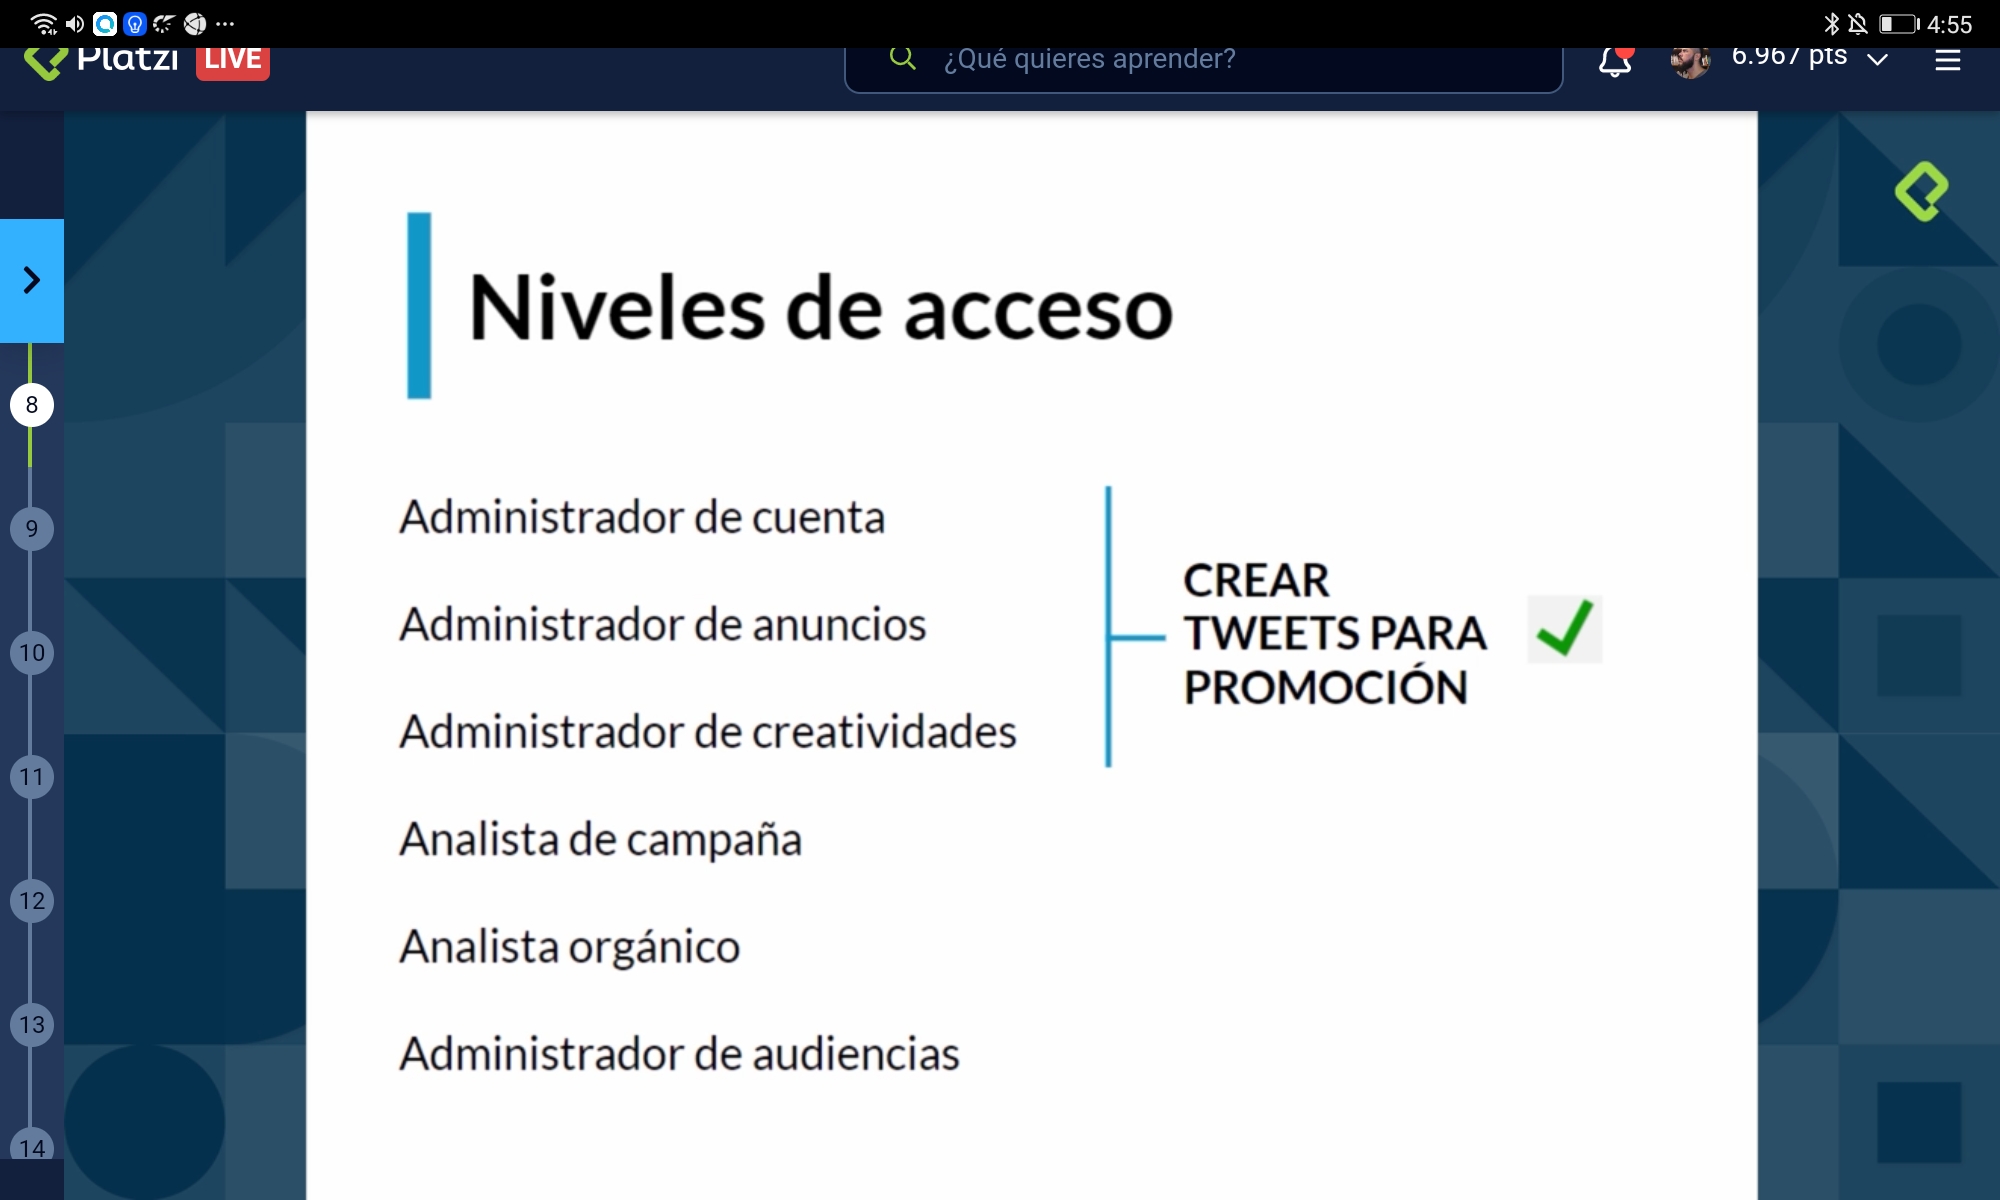 4:55
Platzi LIVE
¿Qué quieres aprender?
6.967 pts
Niveles de acceso
Administrador de cuenta
Administrador de anuncios
Administrador de creatividades
Analista de campaña
Analista orgánico
Administrador de audiencias
CREAR
TWEETS PARA
PROMOCIÓN
8
9
10
11
12
13
14